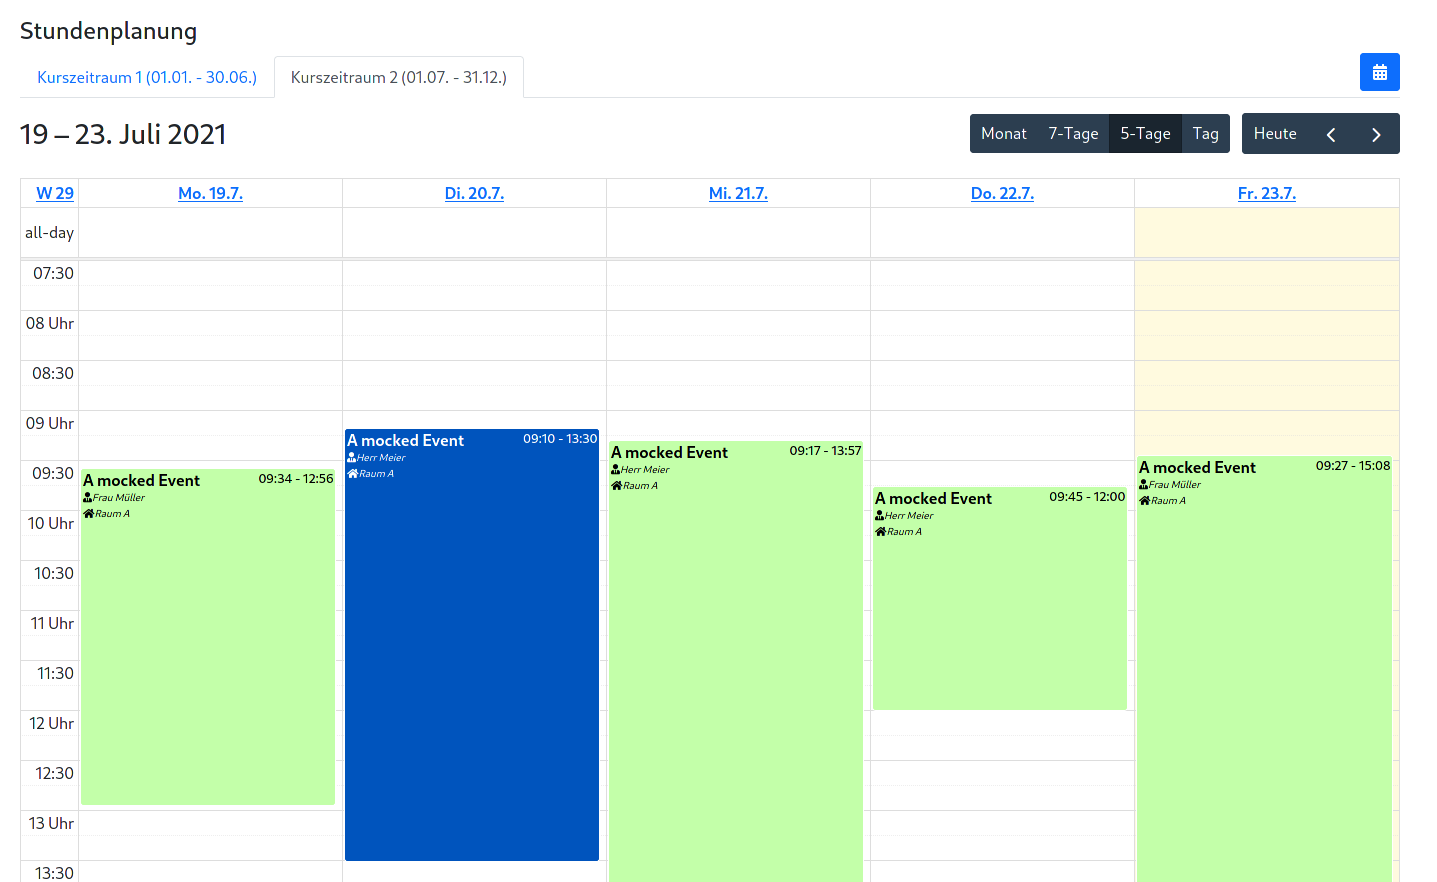 Stundenplanung
Kurszeitraum 1 (01.01. - 30.06.) Kurszeitraum 2 (01.07. - 31.12.)
19 – 23. Juli 2021 Monat 7-Tage 5-Tage Tag Heute
W 29 Mo. 19.7. Di. 20.7. Mi. 21.7. Do. 22.7. Fr. 23.7.
all-day
07:30
08 Uhr
08:30
09 Uhr
09:30
10 Uhr
10:30
11 Uhr
11:30
12 Uhr
12:30
13 Uhr
13:30
A mocked Event 09:34 - 12:56
Frau Müller
Raum A
A mocked Event 09:10 - 13:30
Herr Meier
Raum A
A mocked Event 09:17 - 13:57
Herr Meier
Raum A
A mocked Event 09:45 - 12:00
Herr Meier
Raum A
A mocked Event 09:27 - 15:08
Frau Müller
Raum A